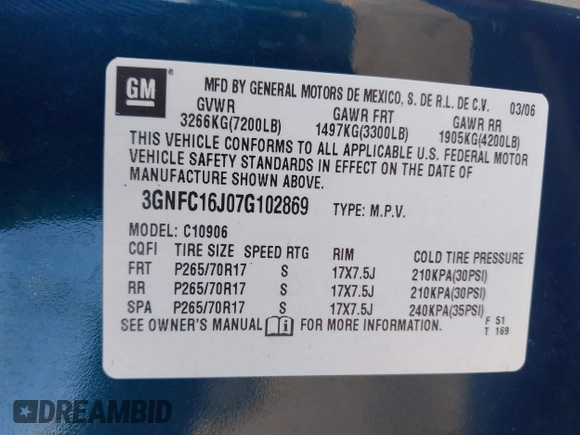 GM ®
MFD BY GENERAL MOTORS DE MEXICO, S. DE R.L. DE C.V. 03/06
GVWR GAWR FRT GAWR RR
3266KG(7200LB) 1497KG(3300LB) 1905KG(4200LB)
THIS VEHICLE CONFORMS TO ALL APPLICABLE U.S. FEDERAL MOTOR
VEHICLE SAFETY STANDARDS IN EFFECT ON THE DATE OF
MANUFACTURE SHOWN ABOVE.
3GNFC16J07G102869 TYPE: M.P.V.
MODEL: C10906
CQFI TIRE SIZE SPEED RTG RIM COLD TIRE PRESSURE
FRT P265/70R17 S 17X7.5J 210KPA(30PSI)
RR P265/70R17 S 17X7.5J 210KPA(30PSI)
SPA P265/70R17 S 17X7.5J 240KPA(35PSI)
SEE OWNER'S MANUAL FOR MORE INFORMATION. F 51
T 169
DREAMBID